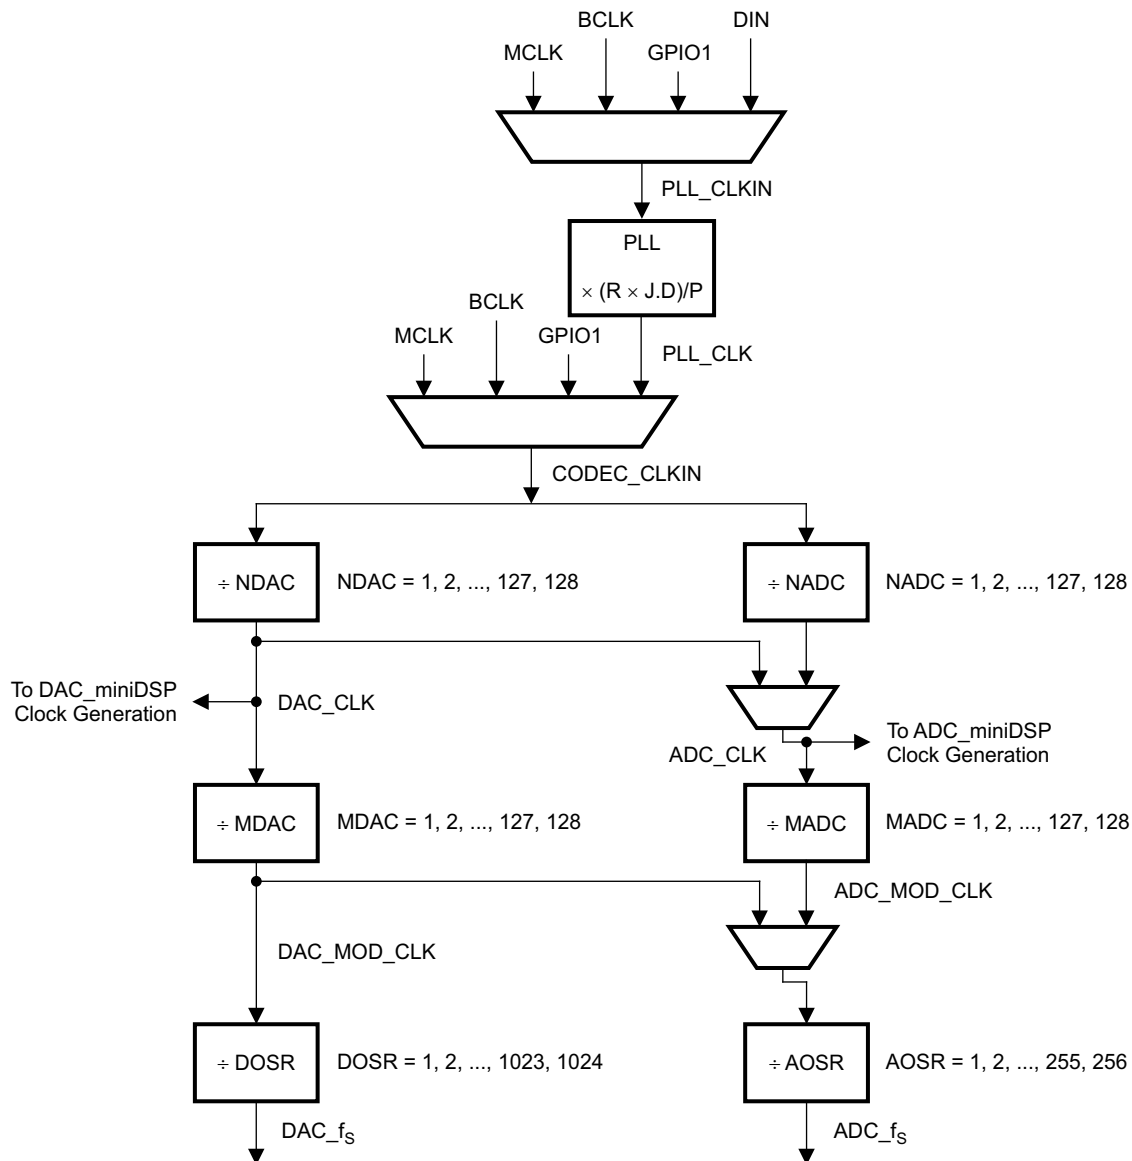 BCLK
DIN
MCLK
GPIO1
PLL_CLKIN
PLL
× (R × J.D)/P
BCLK
MCLK
GPIO1
PLL_CLK
CODEC_CLKIN
÷ NDAC
NDAC = 1, 2, ..., 127, 128
÷ NADC
NADC = 1, 2, ..., 127, 128
To DAC_miniDSP
Clock Generation
DAC_CLK
ADC_CLK
To ADC_miniDSP
Clock Generation
÷ MDAC
MDAC = 1, 2, ..., 127, 128
÷ MADC
MADC = 1, 2, ..., 127, 128
ADC_MOD_CLK
DAC_MOD_CLK
÷ DOSR
DOSR = 1, 2, ..., 1023, 1024
÷ AOSR
AOSR = 1, 2, ..., 255, 256
DAC_fS
ADC_fS